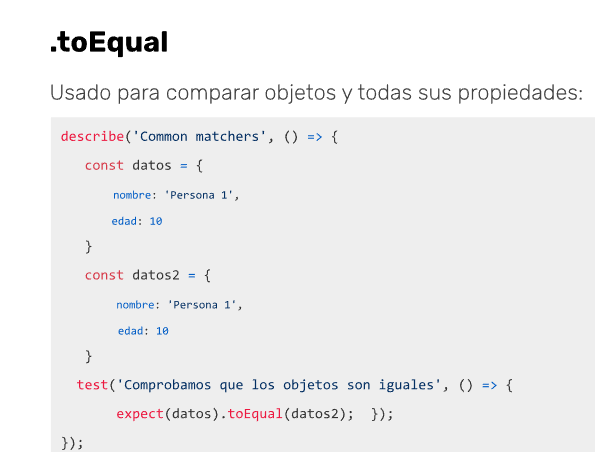 .toEqual
Usado para comparar objetos y todas sus propiedades:
describe('Common matchers', () => {
const datos = {
nombre: 'Persona 1',
edad: 10
}
const datos2 = {
nombre: 'Persona 1',
edad: 10
}
test('Comprobamos que los objetos son iguales', () => {
expect(datos).toEqual(datos2); });
});